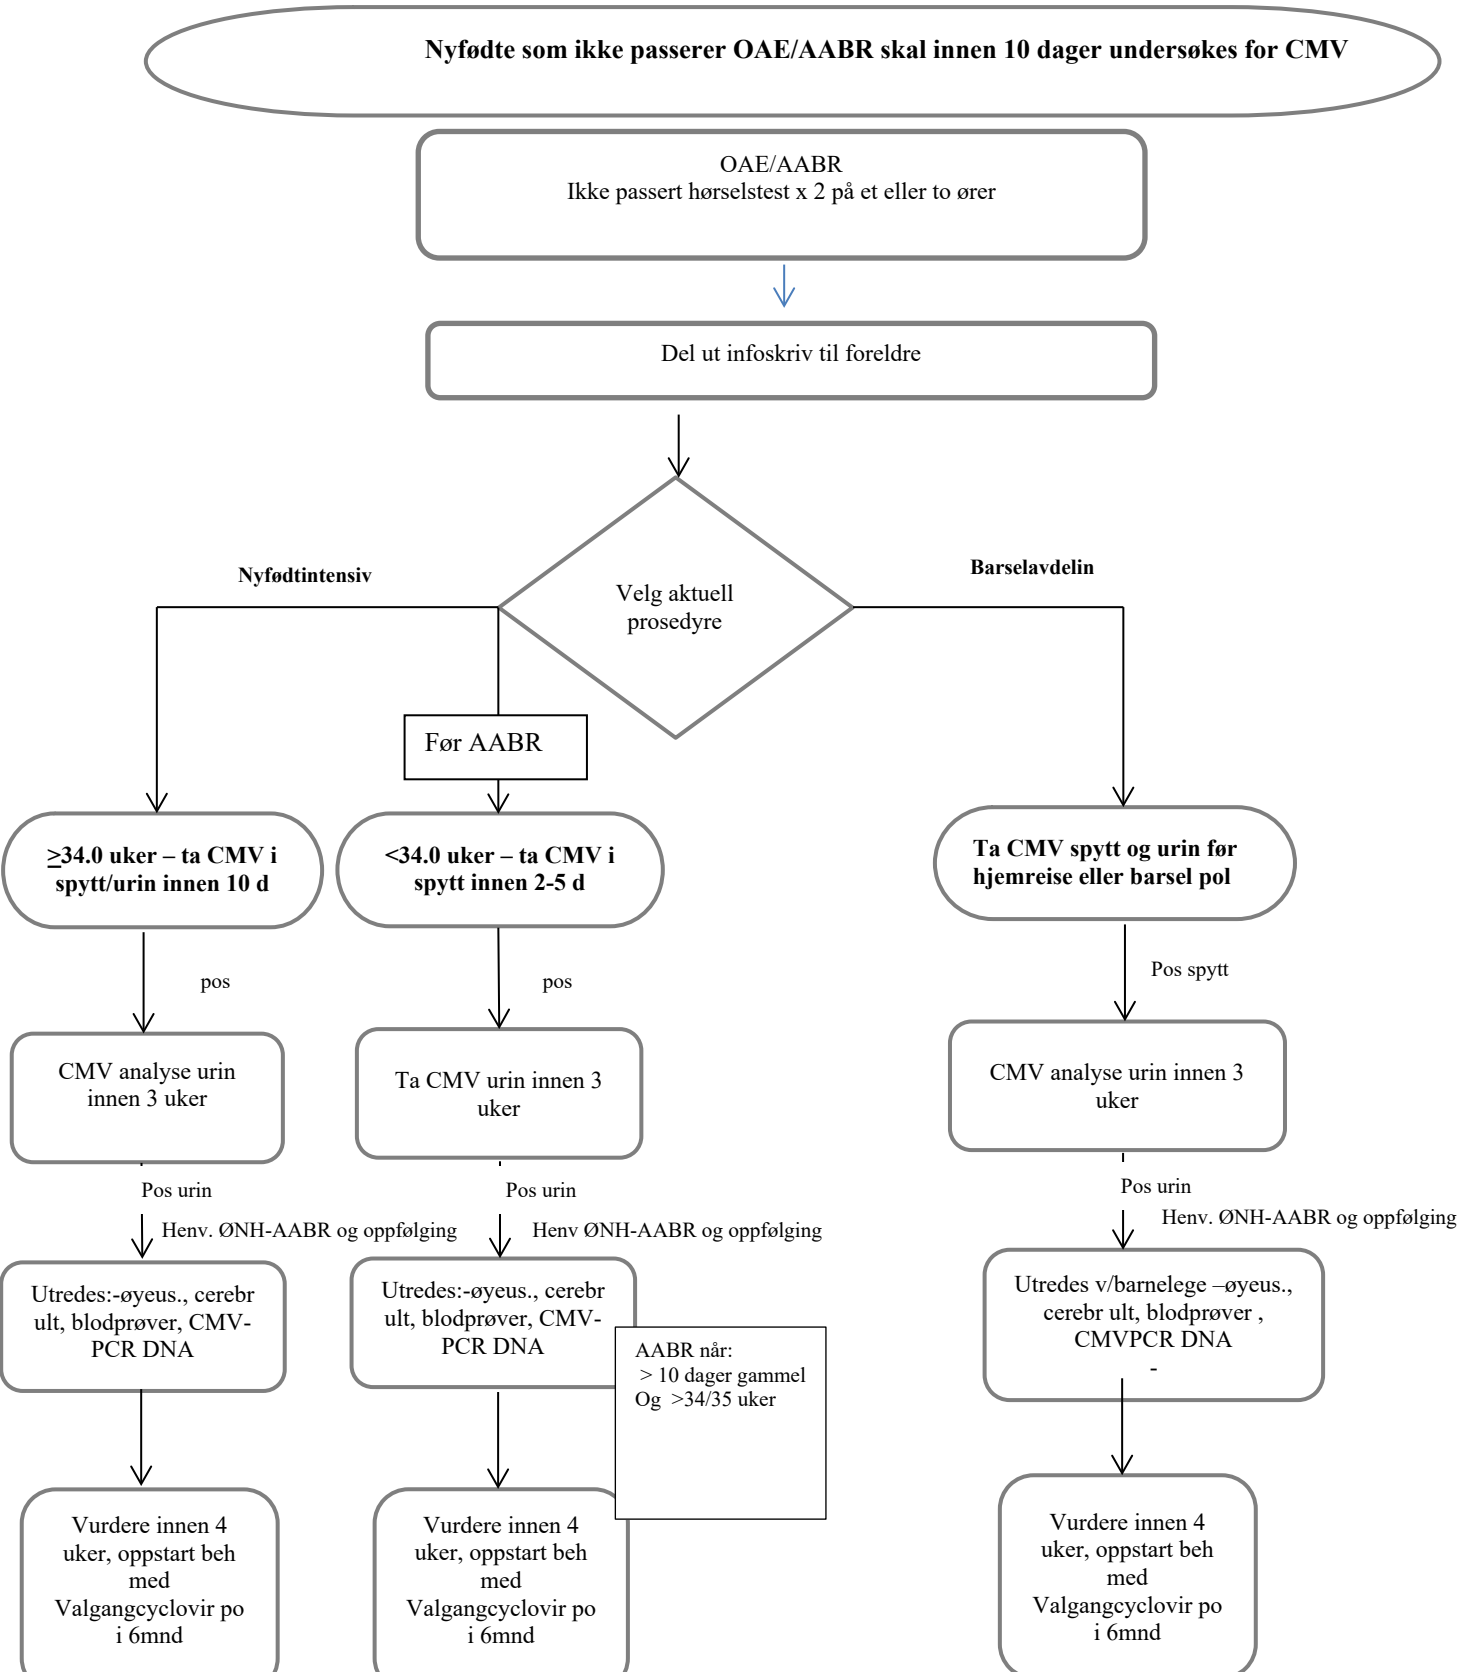 Nyfødte som ikke passerer OAE/AABR skal innen 10 dager undersøkes for CMV
OAE/AABR
Ikke passert hørselstest x 2 på et eller to ører
Del ut infoskriv til foreldre
Velg aktuell
prosedyre
Nyfødtintensiv
Barselavdelin
Før AABR
≥34.0 uker – ta CMV i
spytt/urin innen 10 d
<34.0 uker – ta CMV i
spytt innen 2-5 d
Ta CMV spytt og urin før
hjemreise eller barsel pol
pos
pos
Pos spytt
CMV analyse urin
innen 3 uker
Ta CMV urin innen 3
uker
CMV analyse urin innen 3
uker
Pos urin
Pos urin
Pos urin
Henv. ØNH-AABR og oppfølging
Henv ØNH-AABR og oppfølging
Henv. ØNH-AABR og oppfølging
Utredes:-øyeus., cerebr
ult, blodprøver, CMV-
PCR DNA
Utredes:-øyeus., cerebr
ult, blodprøver, CMV-
PCR DNA
Utredes v/barnelege –øyeus.,
cerebr ult, blodprøver ,
CMVPCR DNA
-
AABR når:
> 10 dager gammel
Og >34/35 uker
Vurdere innen 4
uker, oppstart beh
med
Valgangcyclovir po
i 6mnd
Vurdere innen 4
uker, oppstart beh
med
Valgangcyclovir po
i 6mnd
Vurdere innen 4
uker, oppstart beh
med
Valgangcyclovir po
i 6mnd